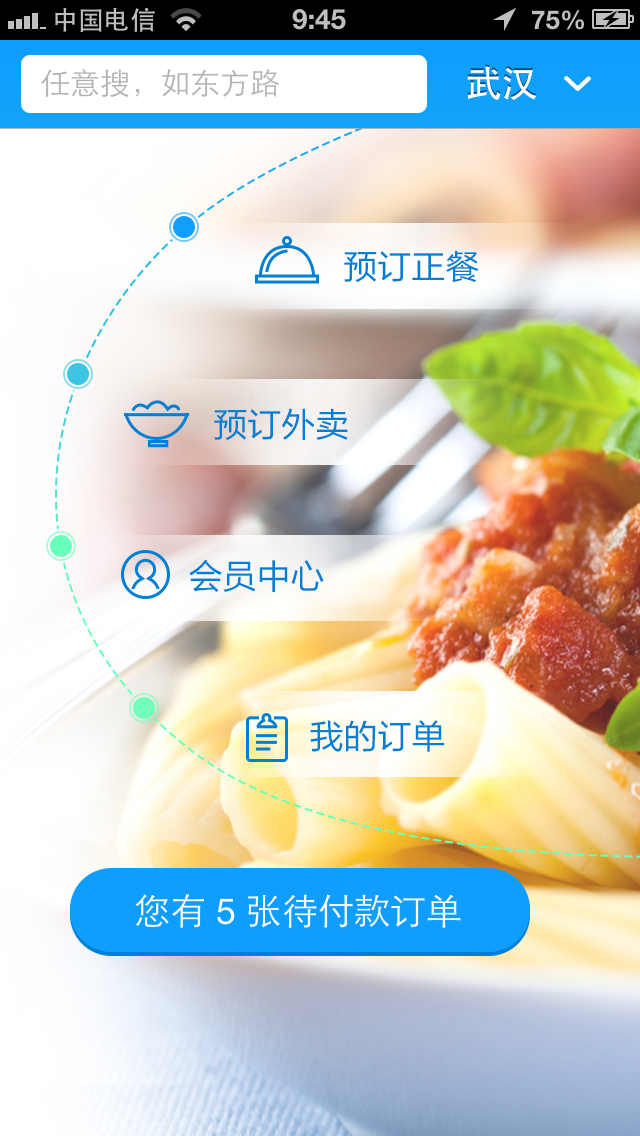 中国电信 9:45 75%
任意搜，如东方路 武汉
预订正餐
预订外卖
会员中心
我的订单
您有 5 张待付款订单